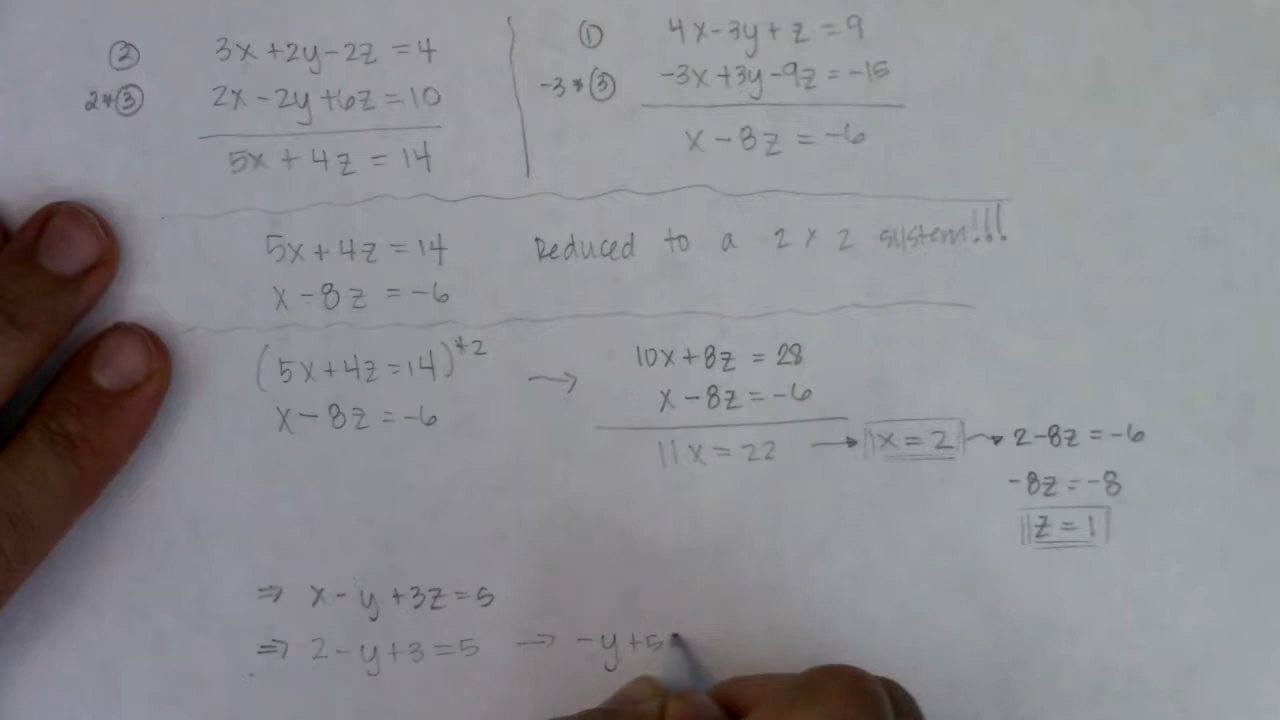 ② 3x+2y-2z=4
2*③ 2x-2y+6z=10
5x+4z=14
① 4x-3y+z=9
-3*③ -3x+3y-9z=-15
x-8z=-6
5x+4z=14 Reduced to a 2x2 system!!!
x-8z=-6
(5x+4z=14)*2 → 10x+8z=28
x-8z=-6 x-8z=-6
11x=22 → x=2 → 2-8z=-6
-8z=-8
z=1
⇒ x-y+3z=5
⇒ 2-y+3=5 → -y+5